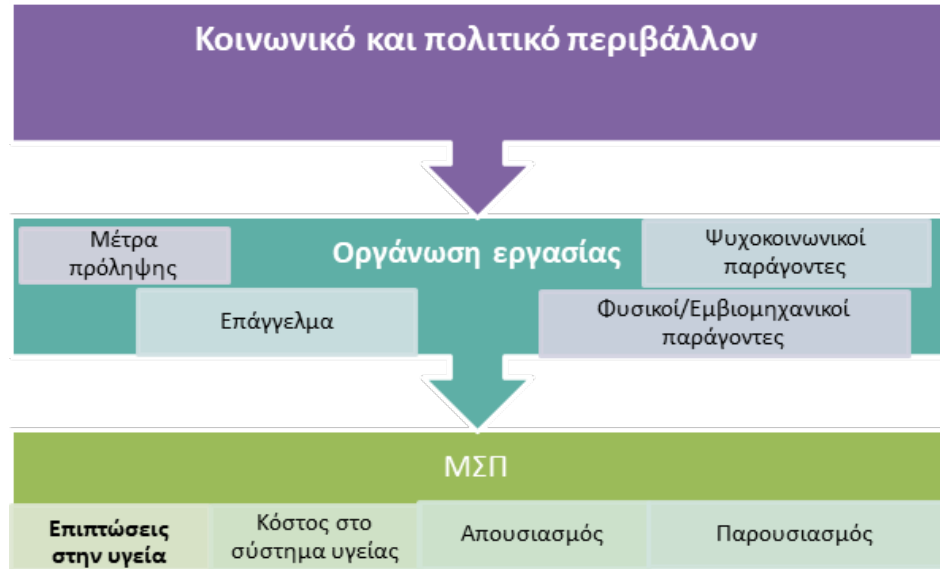 Κοινωνικό και πολιτικό περιβάλλον
Μέτρα
πρόληψης
Οργάνωση εργασίας
Ψυχοκοινωνικοί
παράγοντες
Επάγγελμα
Φυσικοί/Εμβιομηχανικοί
παράγοντες
ΜΣΠ
Επιπτώσεις
στην υγεία
Κόστος στο
σύστημα υγείας
Απουσιασμός
Παρουσιασμός